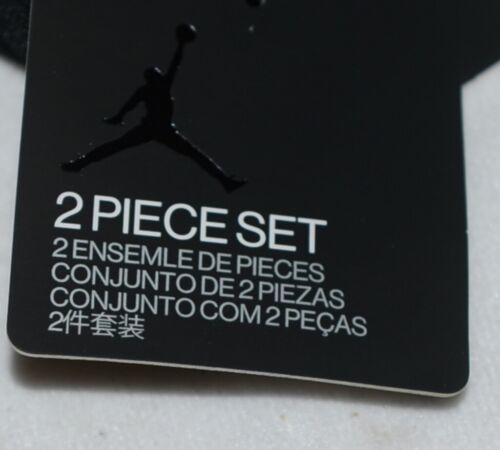 2 PIECE SET
2 ENSEMLE DE PIECES
CONJUNTO DE 2 PIEZAS
CONJUNTO COM 2 PEÇAS
2件套装